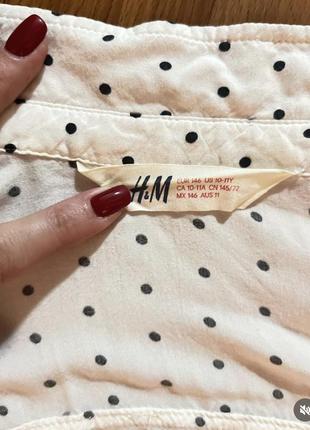 H&M
EUR 146 US 10-11Y
CA 10-11A CN 145/72
MX 146 AUS 11